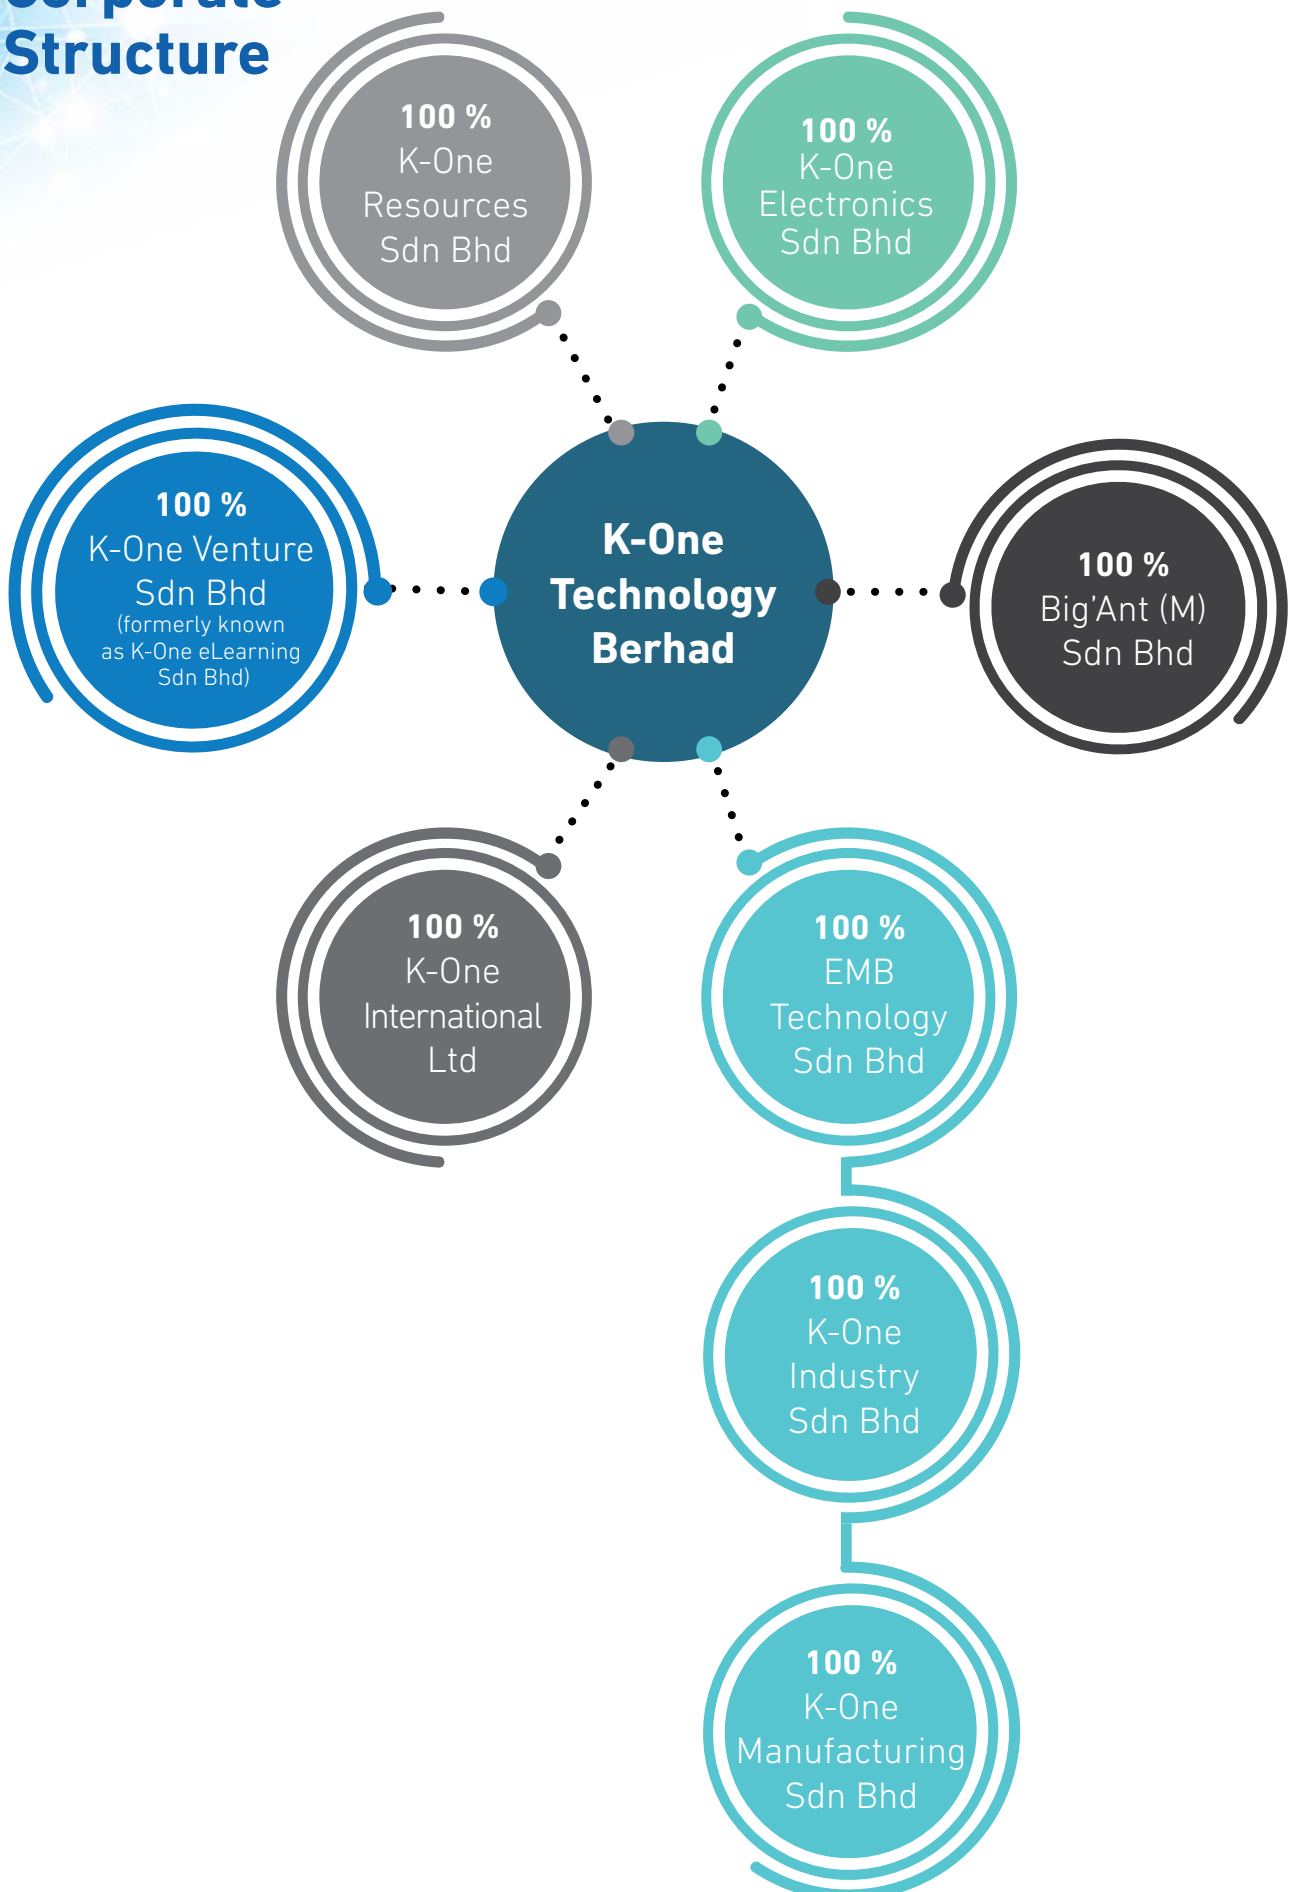 Corporate
Structure
100 %
K-One
Resources
Sdn Bhd
100 %
K-One
Electronics
Sdn Bhd
100 %
K-One Venture
Sdn Bhd
(formerly known
as K-One eLearning
Sdn Bhd)
K-One
Technology
Berhad
100 %
Big'Ant (M)
Sdn Bhd
100 %
K-One
International
Ltd
100 %
EMB
Technology
Sdn Bhd
100 %
K-One
Industry
Sdn Bhd
100 %
K-One
Manufacturing
Sdn Bhd